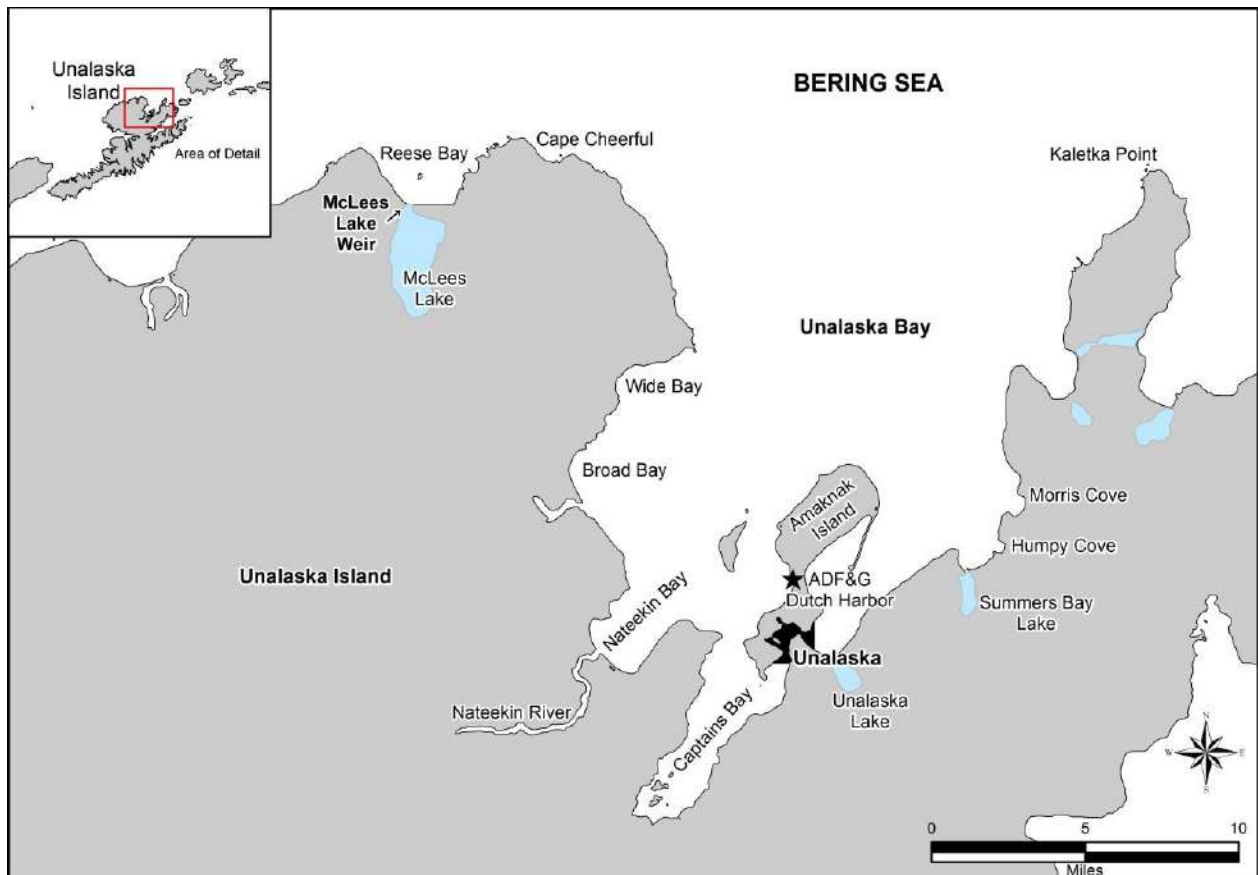 Unalaska
Island
Area of Detail
BERING SEA
Reese Bay
Cape Cheerful
Kaletka Point
McLees
Lake
Weir
McLees
Lake
Unalaska Bay
Wide Bay
Broad Bay
Amaknak
Island
Morris Cove
Humpy Cove
Unalaska Island
Nateekin Bay
ADF&G
Dutch Harbor
Summers Bay
Lake
Unalaska
Unalaska
Lake
Nateekin River
Captains Bay
N
W
E
S
0
5
10
Miles